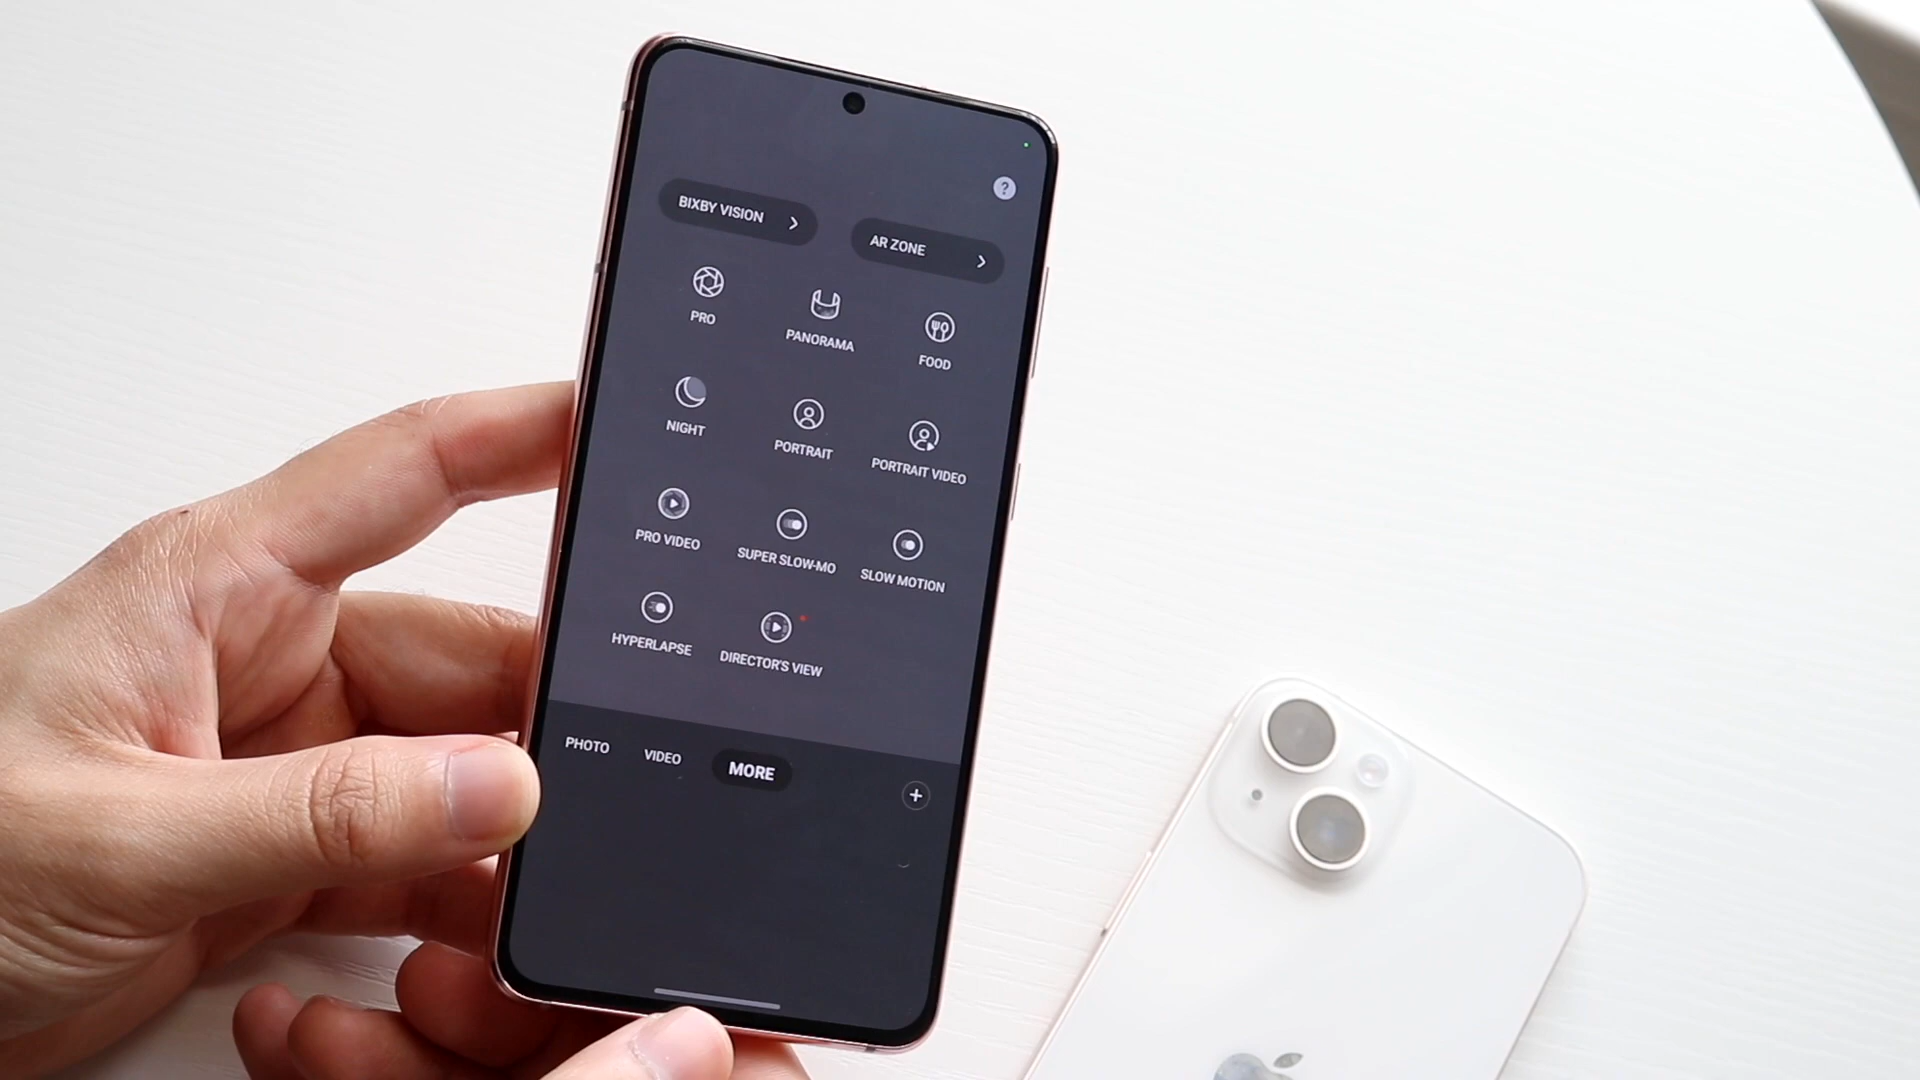 ?
BIXBY VISION >
AR ZONE >
PRO
PANORAMA
FOOD
NIGHT
PORTRAIT
PORTRAIT VIDEO
PRO VIDEO
SUPER SLOW-MO
SLOW MOTION
HYPERLAPSE
DIRECTOR'S VIEW
PHOTO
VIDEO
MORE
+